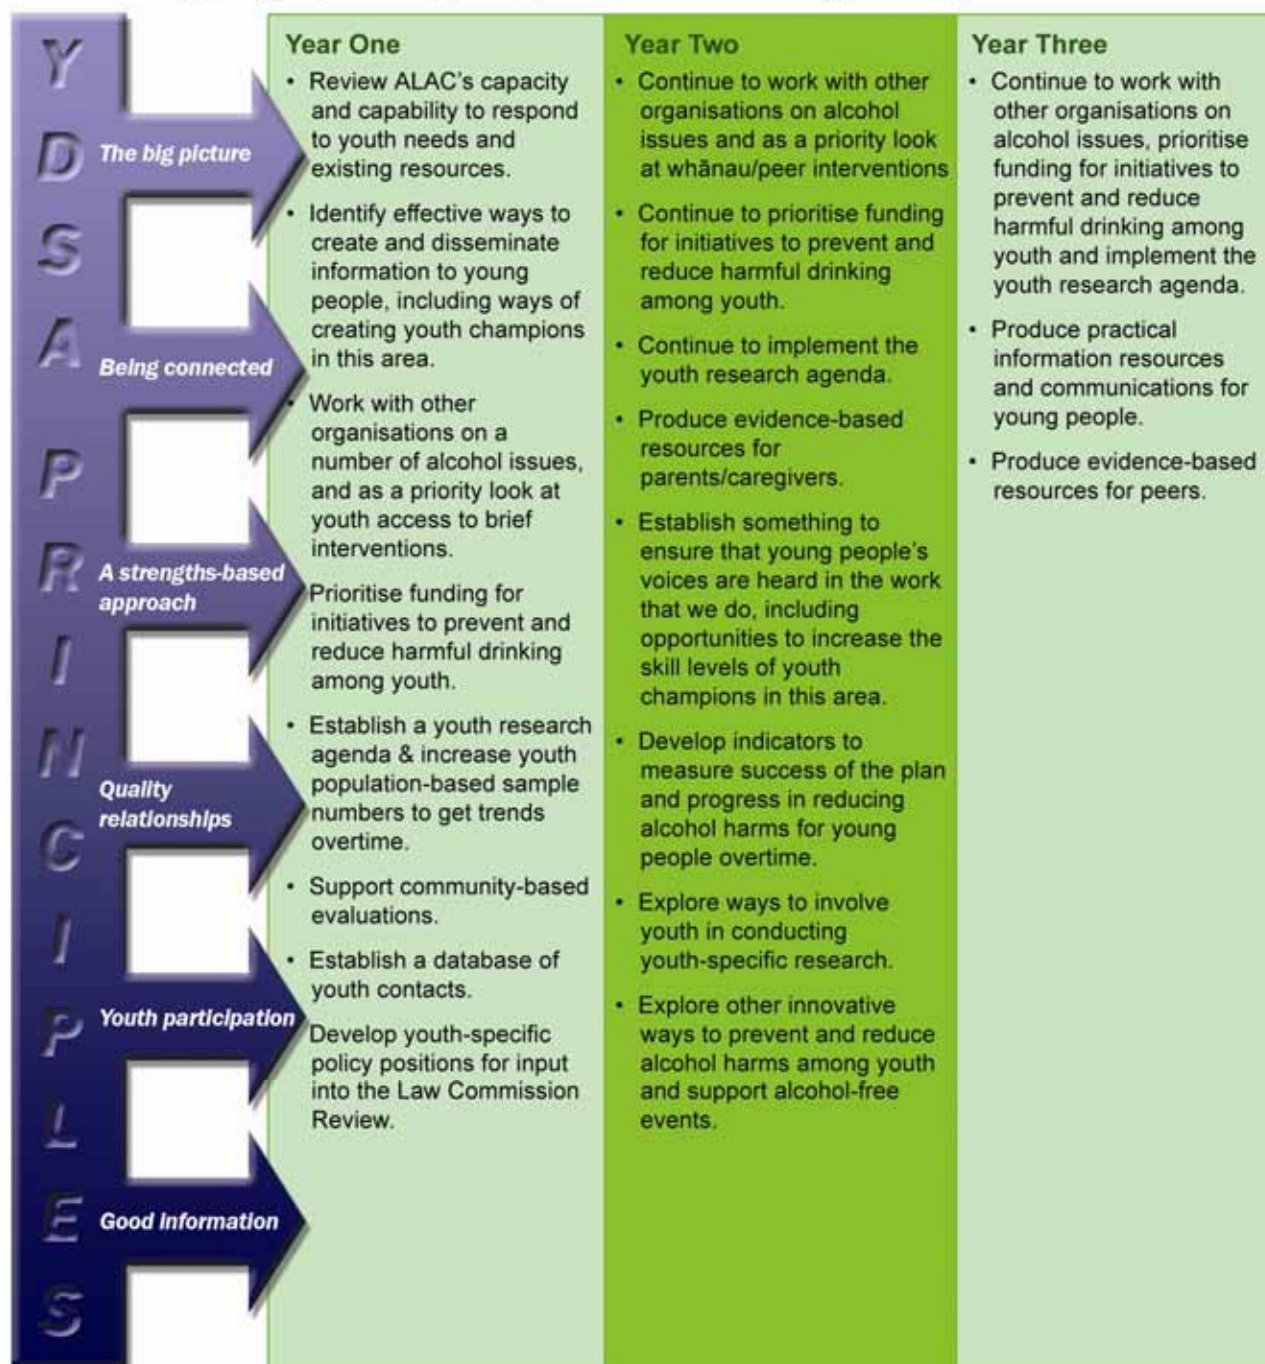 YDSA PRINCIPLES
The big picture
Being connected
A strengths-based
approach
Quality
relationships
Youth participation
Good information
Year One
• Review ALAC's capacity
and capability to respond
to youth needs and
existing resources.
• Identify effective ways to
create and disseminate
information to young
people, including ways of
creating youth champions
in this area.
• Work with other
organisations on a
number of alcohol issues,
and as a priority look at
youth access to brief
interventions.
Prioritise funding for
initiatives to prevent and
reduce harmful drinking
among youth.
• Establish a youth research
agenda & increase youth
population-based sample
numbers to get trends
overtime.
• Support community-based
evaluations.
• Establish a database of
youth contacts.
Develop youth-specific
policy positions for input
into the Law Commission
Review.
Year Two
• Continue to work with other
organisations on alcohol
issues and as a priority look
at whānau/peer interventions
• Continue to prioritise funding
for initiatives to prevent and
reduce harmful drinking
among youth.
• Continue to implement the
youth research agenda.
• Produce evidence-based
resources for
parents/caregivers.
• Establish something to
ensure that young people's
voices are heard in the work
that we do, including
opportunities to increase the
skill levels of youth
champions in this area.
• Develop indicators to
measure success of the plan
and progress in reducing
alcohol harms for young
people overtime.
• Explore ways to involve
youth in conducting
youth-specific research.
• Explore other innovative
ways to prevent and reduce
alcohol harms among youth
and support alcohol-free
events.
Year Three
• Continue to work with
other organisations on
alcohol issues, prioritise
funding for initiatives to
prevent and reduce
harmful drinking among
youth and implement the
youth research agenda.
• Produce practical
information resources
and communications for
young people.
• Produce evidence-based
resources for peers.